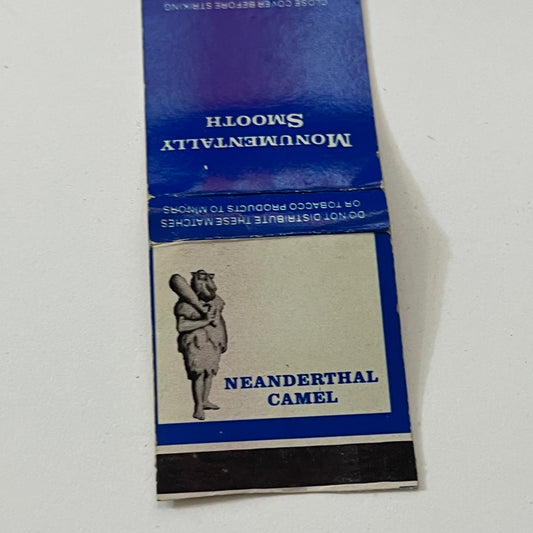 CLOSE COVER BEFORE STRIKING
MONUMENTALLY
SMOOTH
DO NOT DISTRIBUTE THESE MATCHES
OR TOBACCO PRODUCTS TO MINORS
NEANDERTHAL
CAMEL